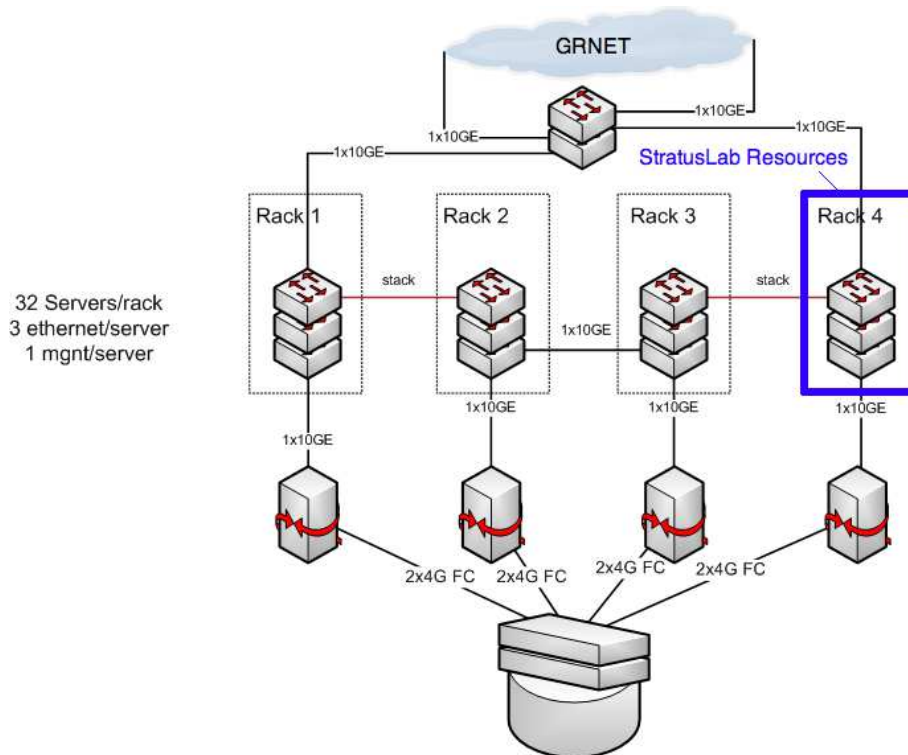 GRNET
1x10GE
1x10GE
1x10GE
1x10GE
StratusLab Resources
Rack 1
Rack 2
Rack 3
Rack 4
stack
stack
32 Servers/rack
3 ethernet/server
1 mgnt/server
1x10GE
1x10GE
1x10GE
1x10GE
1x10GE
2x4G FC
2x4G FC
2x4G FC
2x4G FC